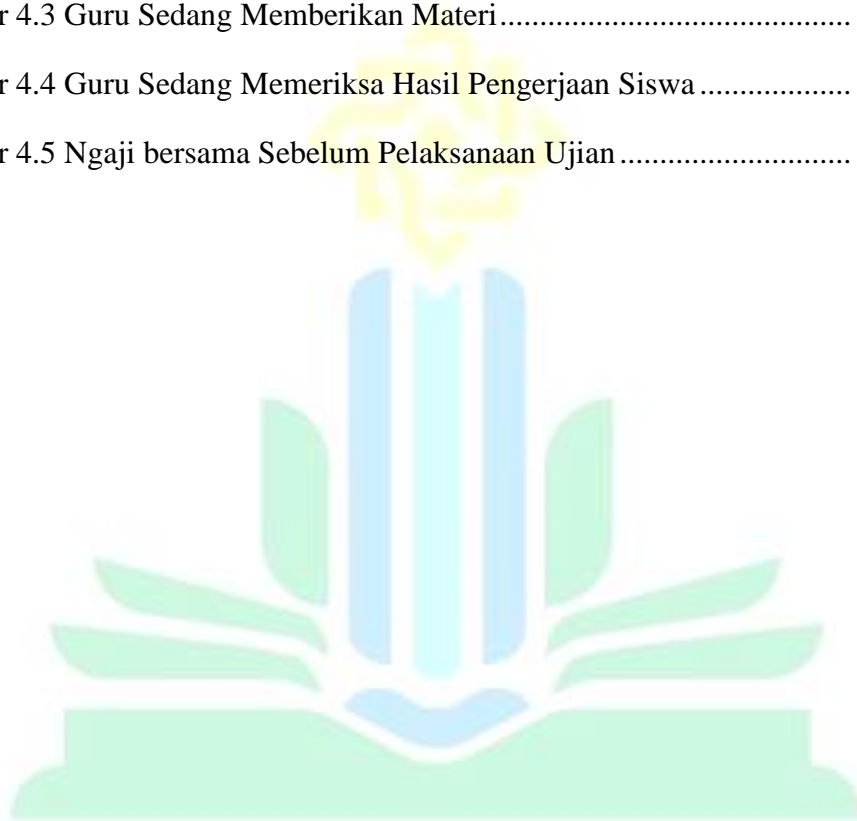 r 4.3 Guru Sedang Memberikan Materi............................................
r 4.4 Guru Sedang Memeriksa Hasil Pengerjaan Siswa...................
r 4.5 Ngaji bersama Sebelum Pelaksanaan Ujian.............................